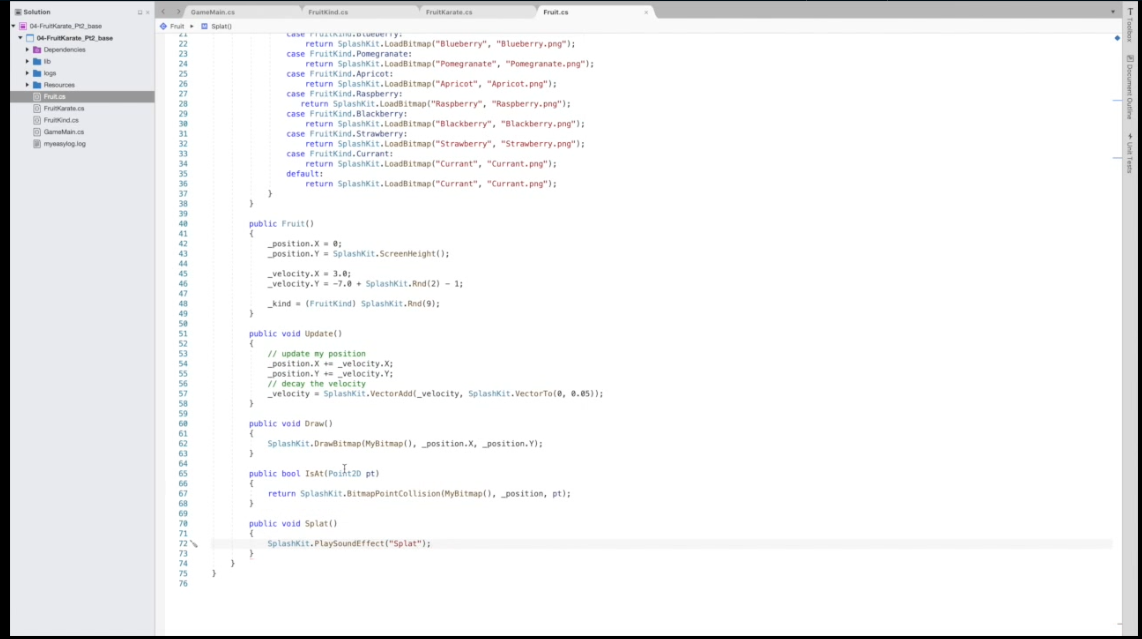 Solution
04-FruitKarate_Pt2_base
04-FruitKarate_Pt2_base
Dependencies
lib
logs
Resources
Fruit.cs
FruitKarate.cs
FruitKind.cs
GameMain.cs
myeasylog.log
GameMain.cs
FruitKind.cs
FruitKarate.cs
Fruit.cs
Fruit
Splat()
21 case FruitKind.Blueberry:
22 return SplashKit.LoadBitmap("Blueberry", "Blueberry.png");
23 case FruitKind.Pomegranate:
24 return SplashKit.LoadBitmap("Pomegranate", "Pomegranate.png");
25 case FruitKind.Apricot:
26 return SplashKit.LoadBitmap("Apricot", "Apricot.png");
27 case FruitKind.Raspberry:
28 return SplashKit.LoadBitmap("Raspberry", "Raspberry.png");
29 case FruitKind.Blackberry:
30 return SplashKit.LoadBitmap("Blackberry", "Blackberry.png");
31 case FruitKind.Strawberry:
32 return SplashKit.LoadBitmap("Strawberry", "Strawberry.png");
33 case FruitKind.Currant:
34 return SplashKit.LoadBitmap("Currant", "Currant.png");
35 default:
36 return SplashKit.LoadBitmap("Currant", "Currant.png");
37 }
38 }
39
40 public Fruit()
41 {
42 _position.X = 0;
43 _position.Y = SplashKit.ScreenHeight();
44
45 _velocity.X = 3.0;
46 _velocity.Y = -7.0 + SplashKit.Rnd(2) - 1;
47
48 _kind = (FruitKind) SplashKit.Rnd(9);
49 }
50
51 public void Update()
52 {
53 // update my position
54 _position.X += _velocity.X;
55 _position.Y += _velocity.Y;
56 // decay the velocity
57 _velocity = SplashKit.VectorAdd(_velocity, SplashKit.VectorTo(0, 0.05));
58 }
59
60 public void Draw()
61 {
62 SplashKit.DrawBitmap(MyBitmap(), _position.X, _position.Y);
63 }
64
65 public bool IsAt(Point2D pt)
66 {
67 return SplashKit.BitmapPointCollision(MyBitmap(), _position, pt);
68 }
69
70 public void Splat()
71 {
72 SplashKit.PlaySoundEffect("Splat");
73 }
74 }
75 }
76
Toolbox
Document Outline
Unit Tests